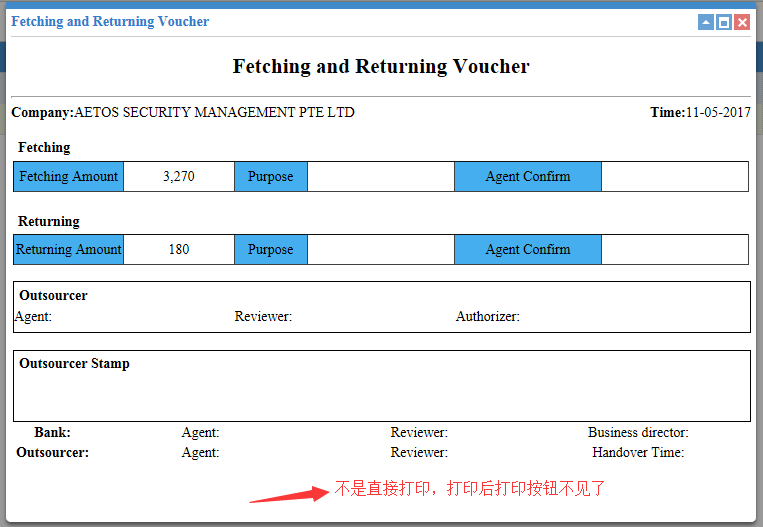 Fetching and Returning Voucher
Fetching and Returning Voucher
Company:AETOS SECURITY MANAGEMENT PTE LTD Time:11-05-2017
Fetching
Fetching Amount 3,270 Purpose Agent Confirm
Returning
Returning Amount 180 Purpose Agent Confirm
Outsourcer
Agent: Reviewer: Authorizer:
Outsourcer Stamp
Bank: Agent: Reviewer: Business director:
Outsourcer: Agent: Reviewer: Handover Time:
不是直接打印，打印后打印按钮不见了